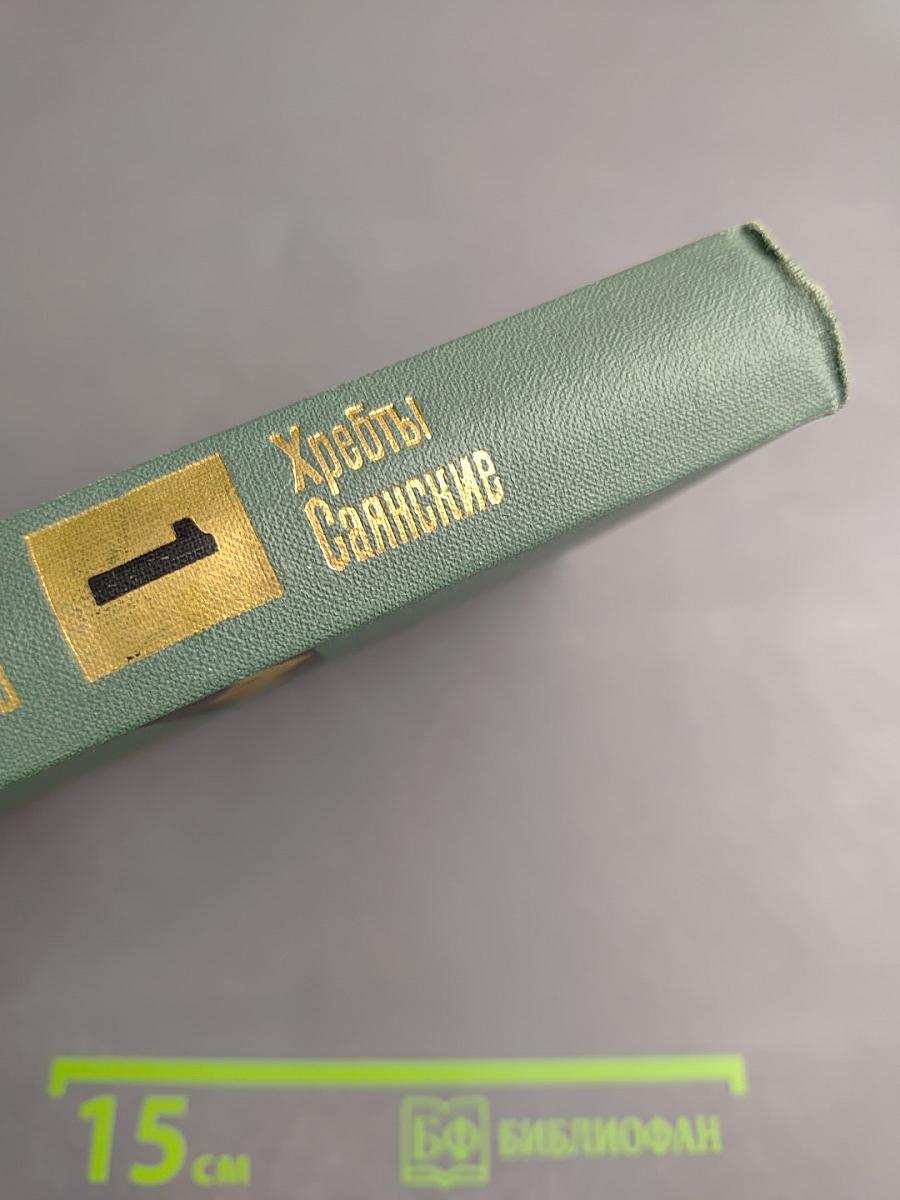 1
Хребты
Саянские
15 см
БФ БИБЛИОФАН